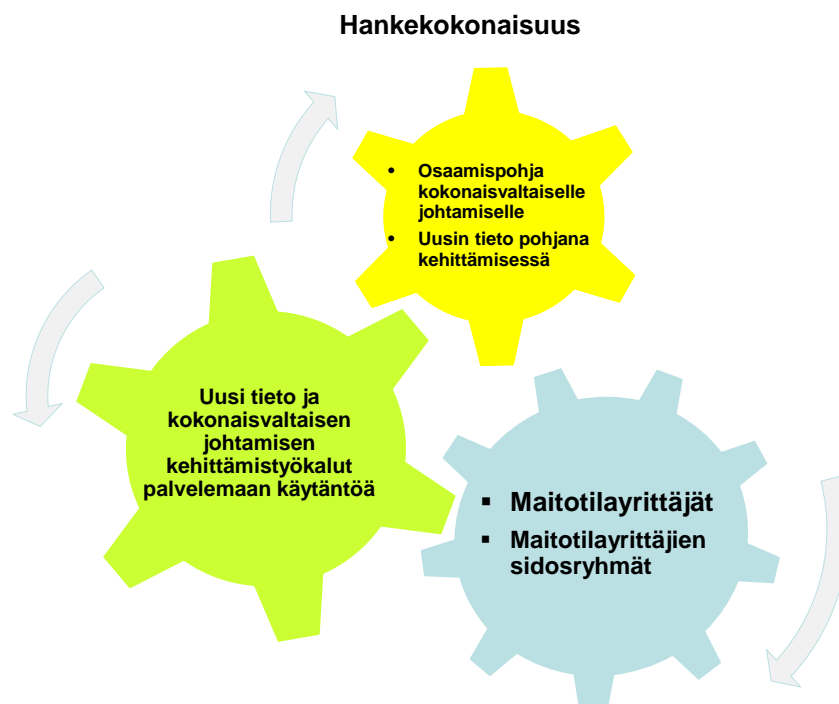 Hankekokonaisuus
• Osaamispohja
kokonaisvaltaiselle
johtamiselle
• Uusin tieto pohjana
kehittämisessä
Uusi tieto ja
kokonaisvaltaisen
johtamisen
kehittämistyökalut
palvelemaan käytäntöä
▪ Maitotilayrittäjät
▪ Maitotilayrittäjien
sidosryhmät